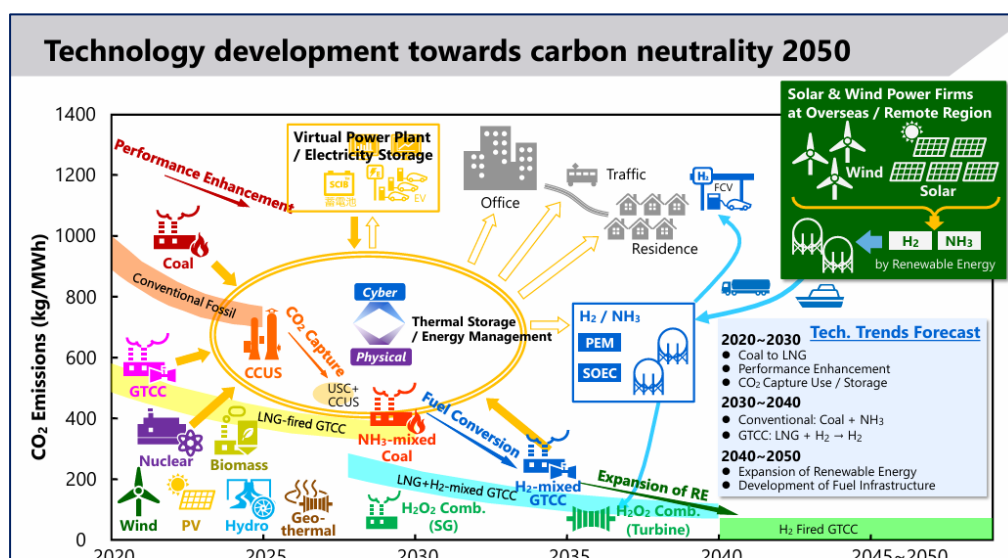 Technology development towards carbon neutrality 2050
Solar & Wind Power Firms
at Overseas / Remote Region
Wind
Solar
H₂
NH₃
by Renewable Energy
CO₂ Emissions (kg/MWh)
1400
1200
1000
800
600
400
200
0
Performance Enhancement
Virtual Power Plant
/ Electricity Storage
SCiB
蓄電池
EV
Office
Traffic
Residence
H₂
FCV
Coal
Conventional Fossil
CCUS
CO₂ Capture
USC+
CCUS
Cyber
Physical
Thermal Storage
/ Energy Management
H₂ / NH₃
PEM
SOEC
Tech. Trends Forecast
2020~2030
● Coal to LNG
● Performance Enhancement
● CO₂ Capture Use / Storage
2030~2040
● Conventional: Coal + NH₃
● GTCC: LNG + H₂ → H₂
2040~2050
● Expansion of Renewable Energy
● Development of Fuel Infrastructure
GTCC
LNG-fired GTCC
Nuclear
Biomass
NH₃-mixed
Coal
Fuel Conversion
H₂-mixed
GTCC
Expansion of RE
LNG+H₂-mixed GTCC
Wind
PV
Hydro
Geo-
thermal
H₂O₂ Comb.
(SG)
H₂O₂ Comb.
(Turbine)
H₂ Fired GTCC
2020
2025
2030
2035
2040
2045~2050